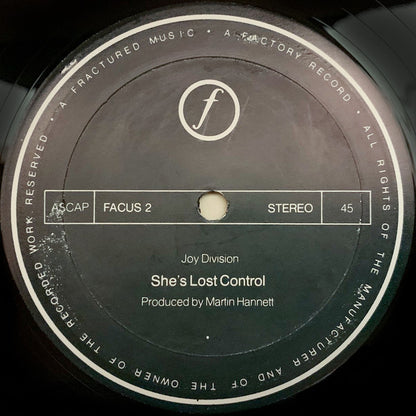 A FRACTURED MUSIC • A FACTORY RECORD • ALL RIGHTS OF THE MANUFACTURER AND OF THE OWNER OF THE RECORDED WORK RESERVED •
f
ASCAP FACUS 2 STEREO 45
Joy Division
She's Lost Control
Produced by Martin Hannett